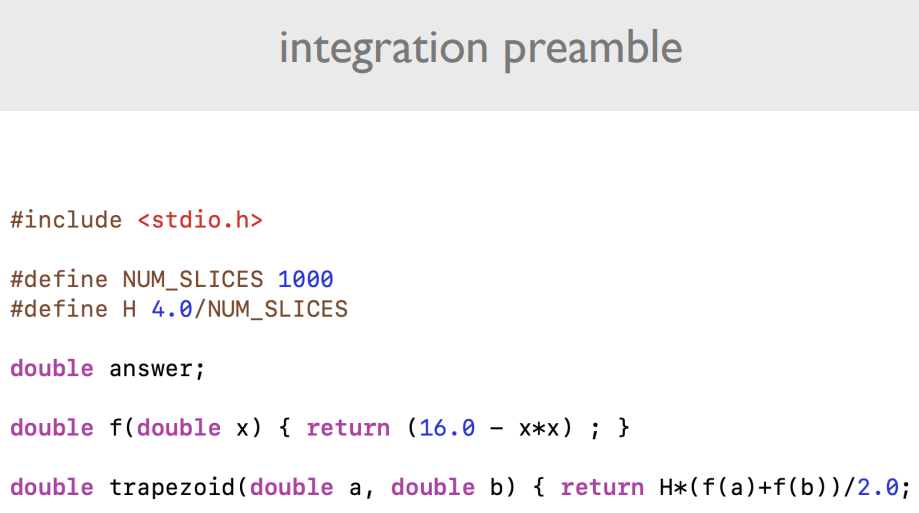 integration preamble
#include <stdio.h>
#define NUM_SLICES 1000
#define H 4.0/NUM_SLICES
double answer;
double f(double x) { return (16.0 - x*x) ; }
double trapezoid(double a, double b) { return H*(f(a)+f(b))/2.0;